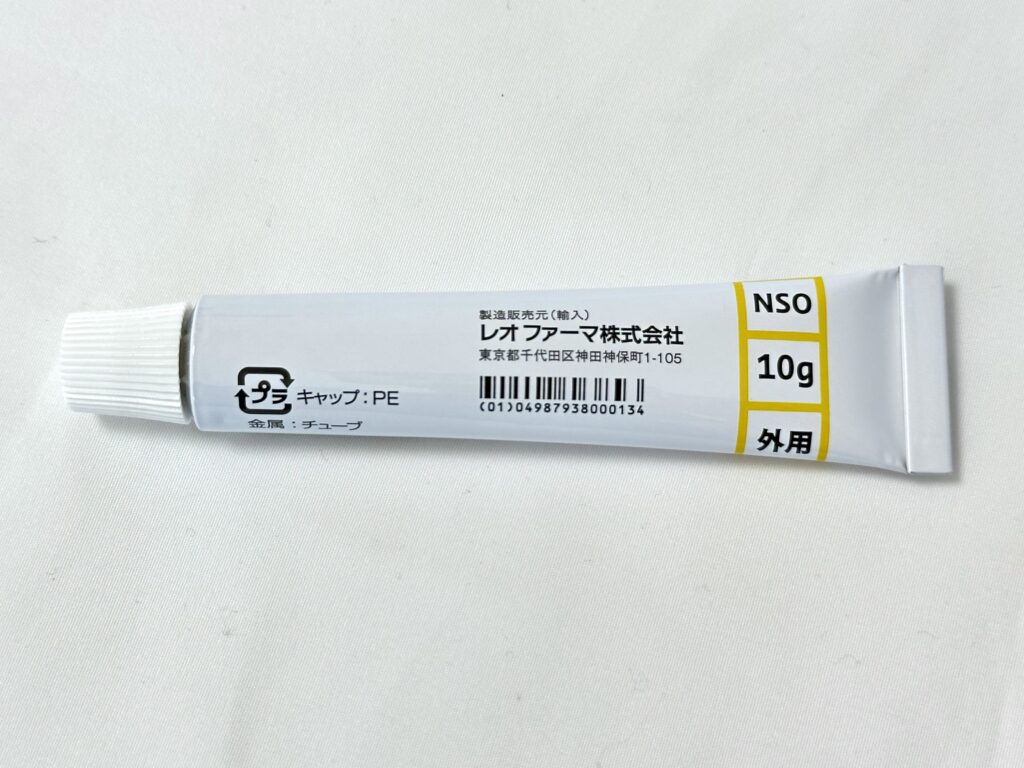 プラ キャップ：PE
金属：チューブ
製造販売元（輸入）
レオ ファーマ株式会社
東京都千代田区神田神保町1-105
(01)04987938000134
NSO
10g
外用